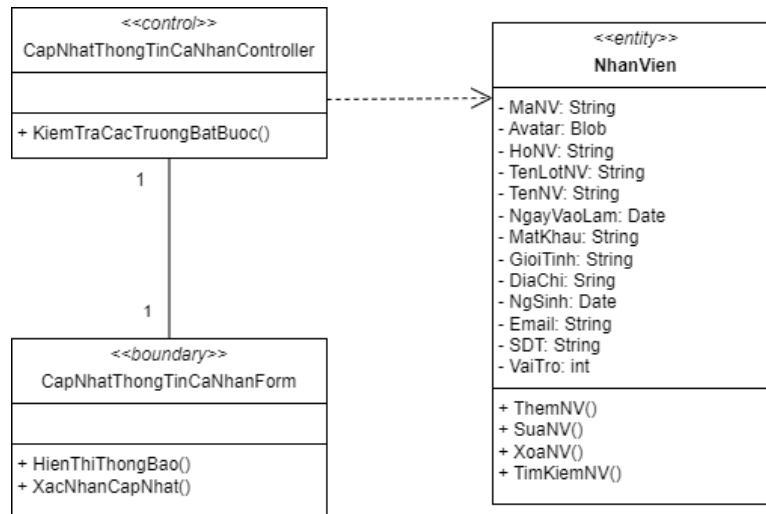 <<control>>
CapNhatThongTinCaNhanController
+ KiemTraCacTruongBatBuoc()
1
1
<<boundary>>
CapNhatThongTinCaNhanForm
+ HienThiThongBao()
+ XacNhanCapNhat()
<<entity>>
NhanVien
- MaNV: String
- Avatar: Blob
- HoNV: String
- TenLotNV: String
- TenNV: String
- NgayVaoLam: Date
- MatKhau: String
- GioiTinh: String
- DiaChi: Sring
- NgSinh: Date
- Email: String
- SDT: String
- VaiTro: int
+ ThemNV()
+ SuaNV()
+ XoaNV()
+ TimKiemNV()